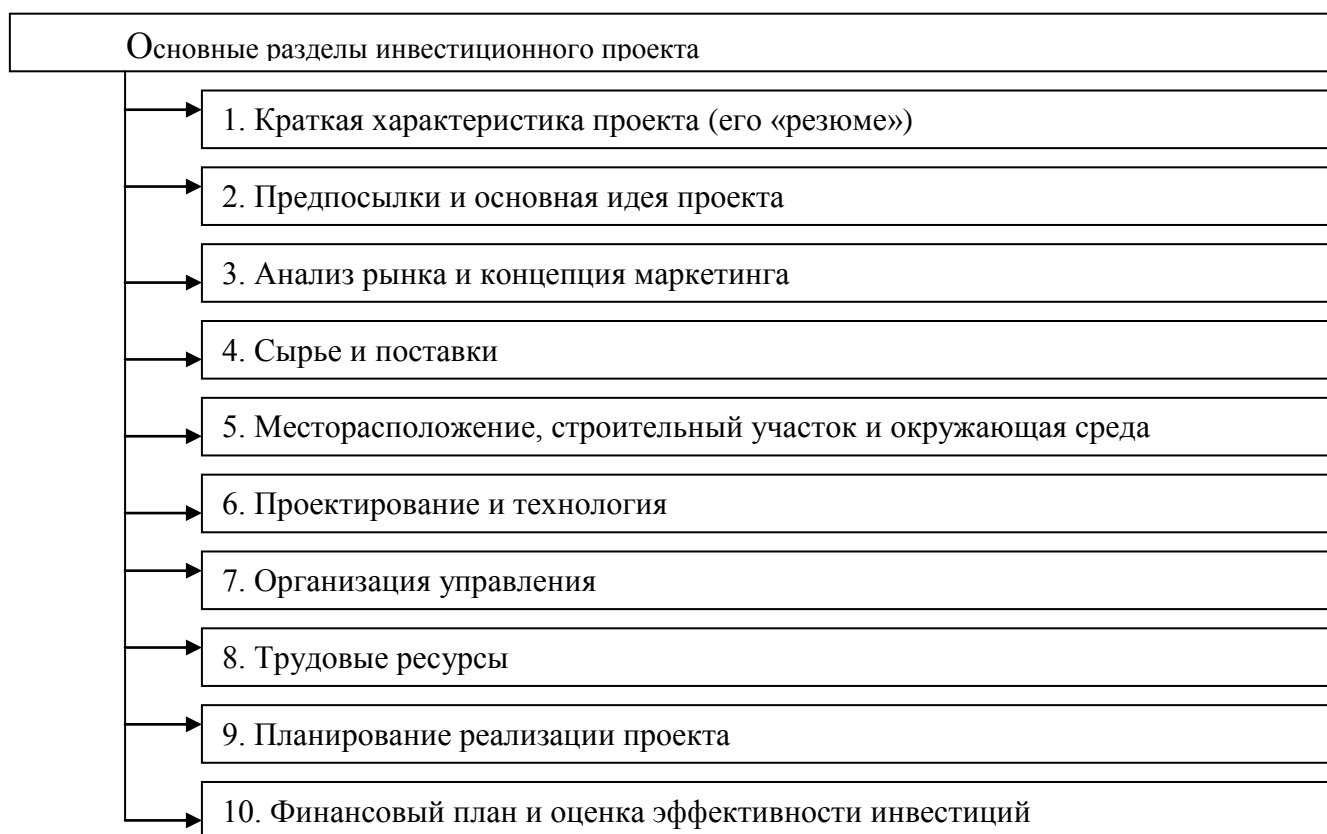 Основные разделы инвестиционного проекта
1. Краткая характеристика проекта (его «резюме»)
2. Предпосылки и основная идея проекта
3. Анализ рынка и концепция маркетинга
4. Сырье и поставки
5. Месторасположение, строительный участок и окружающая среда
6. Проектирование и технология
7. Организация управления
8. Трудовые ресурсы
9. Планирование реализации проекта
10. Финансовый план и оценка эффективности инвестиций